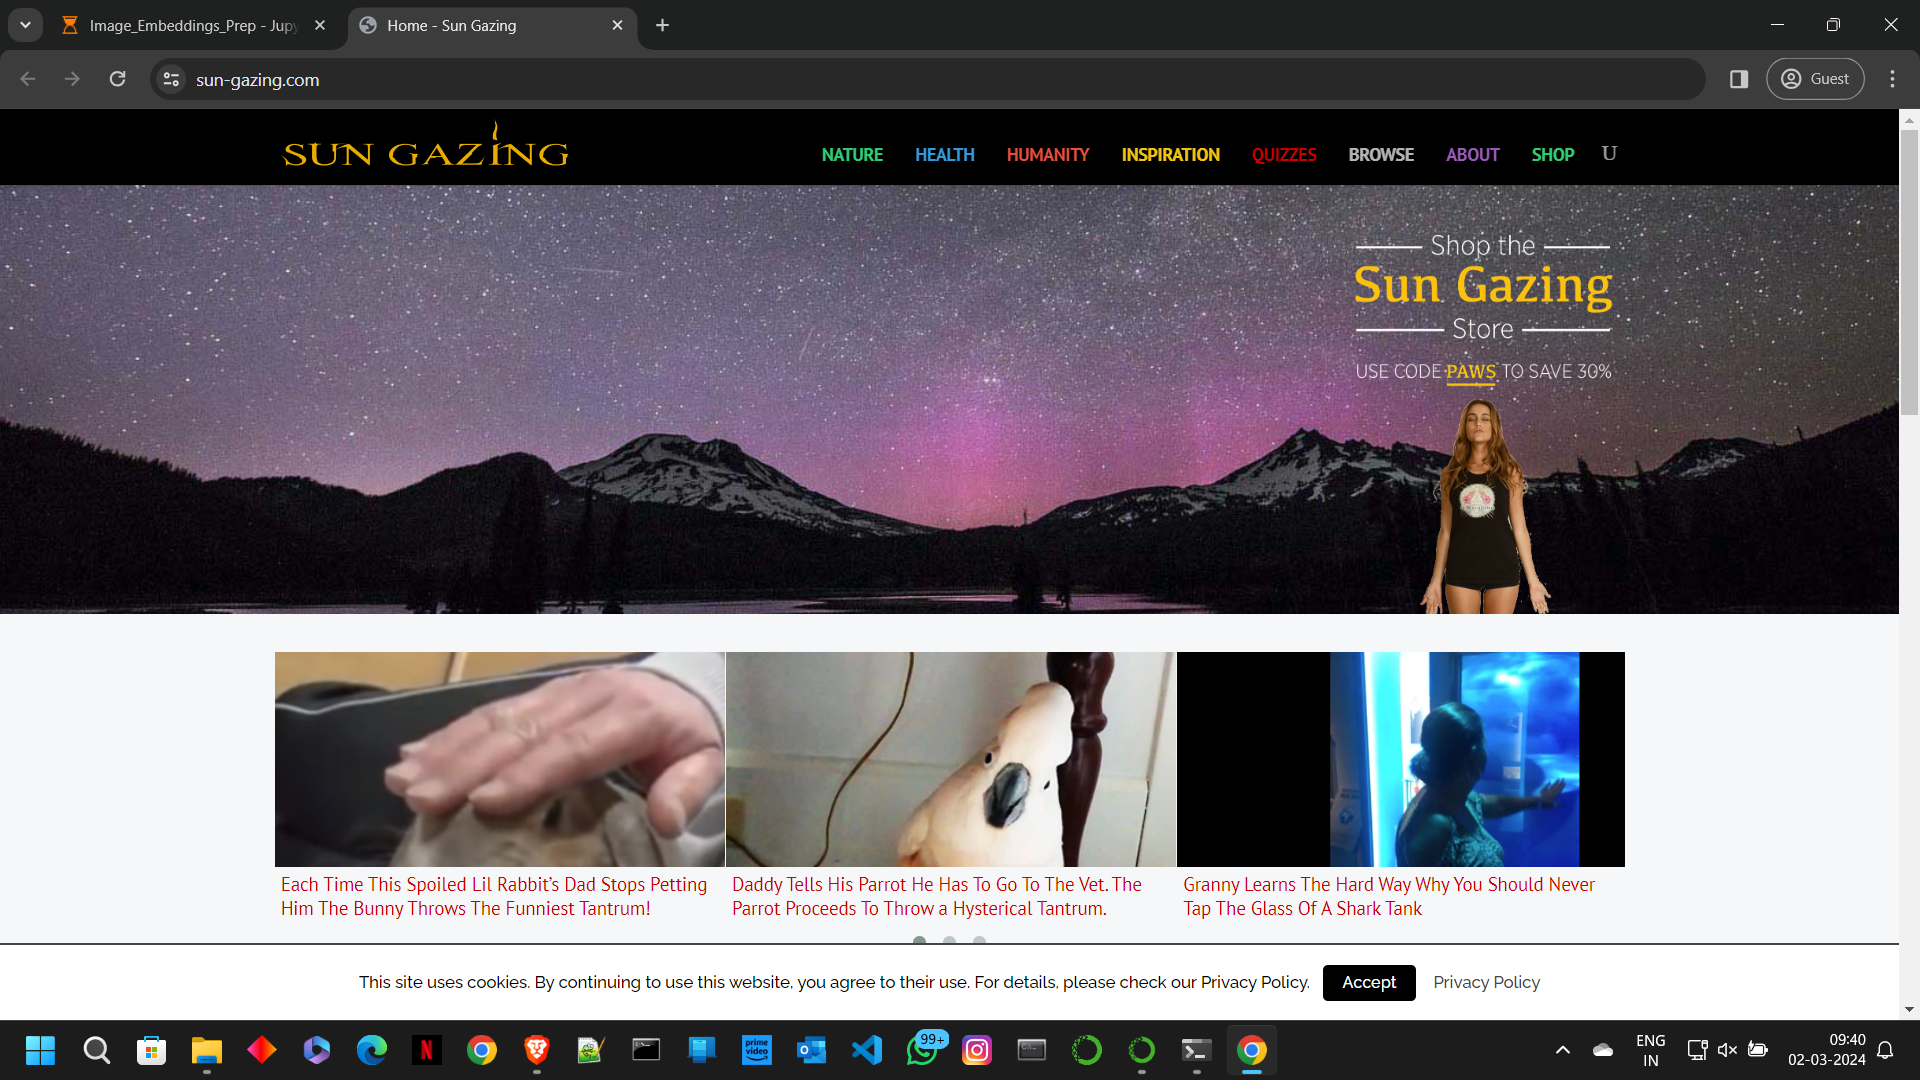 Image_Embeddings_Prep - Jupy
Home - Sun Gazing
sun-gazing.com
Guest
SUN GAZING
NATURE HEALTH HUMANITY INSPIRATION QUIZZES BROWSE ABOUT SHOP U
Shop the
Sun Gazing
Store
USE CODE PAWS TO SAVE 30%
Each Time This Spoiled Lil Rabbit's Dad Stops Petting
Him The Bunny Throws The Funniest Tantrum!
Daddy Tells His Parrot He Has To Go To The Vet. The
Parrot Proceeds To Throw a Hysterical Tantrum.
Granny Learns The Hard Way Why You Should Never
Tap The Glass Of A Shark Tank
This site uses cookies. By continuing to use this website, you agree to their use. For details, please check our Privacy Policy. Accept Privacy Policy
N
prime video
99+
ENG
IN
09:40
02-03-2024